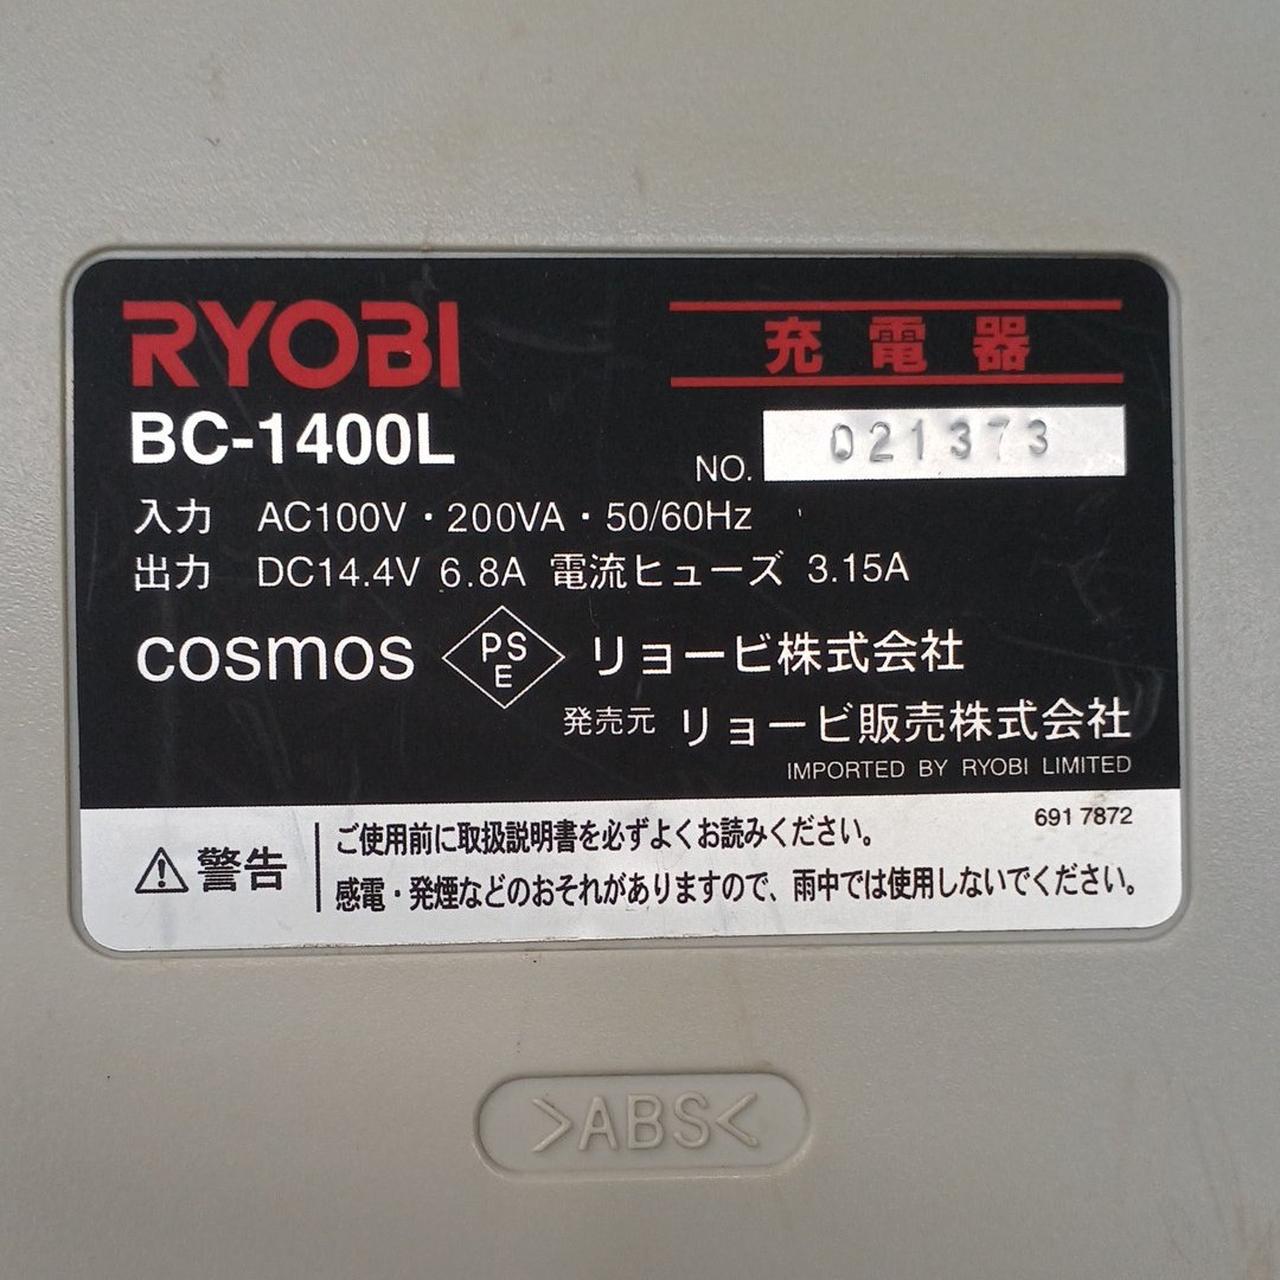 RYOBI
充電器
BC-1400L
NO. 021373
入力 AC100V・200VA・50/60Hz
出力 DC14.4V 6.8A 電流ヒューズ 3.15A
cosmos PSE リョービ株式会社
発売元 リョービ販売株式会社
IMPORTED BY RYOBI LIMITED
691 7872
⚠警告
ご使用前に取扱説明書を必ずよくお読みください。
感電・発煙などのおそれがありますので、雨中では使用しないでください。
>ABS<